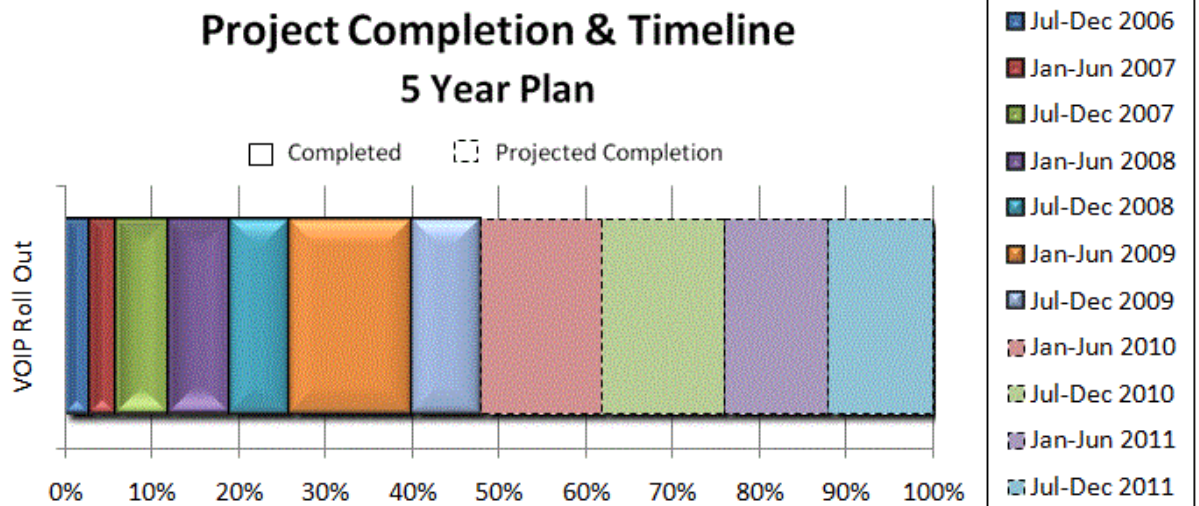 Project Completion & Timeline
5 Year Plan
Completed
Projected Completion
VOIP Roll Out
0% 10% 20% 30% 40% 50% 60% 70% 80% 90% 100%
Jul-Dec 2006
Jan-Jun 2007
Jul-Dec 2007
Jan-Jun 2008
Jul-Dec 2008
Jan-Jun 2009
Jul-Dec 2009
Jan-Jun 2010
Jul-Dec 2010
Jan-Jun 2011
Jul-Dec 2011